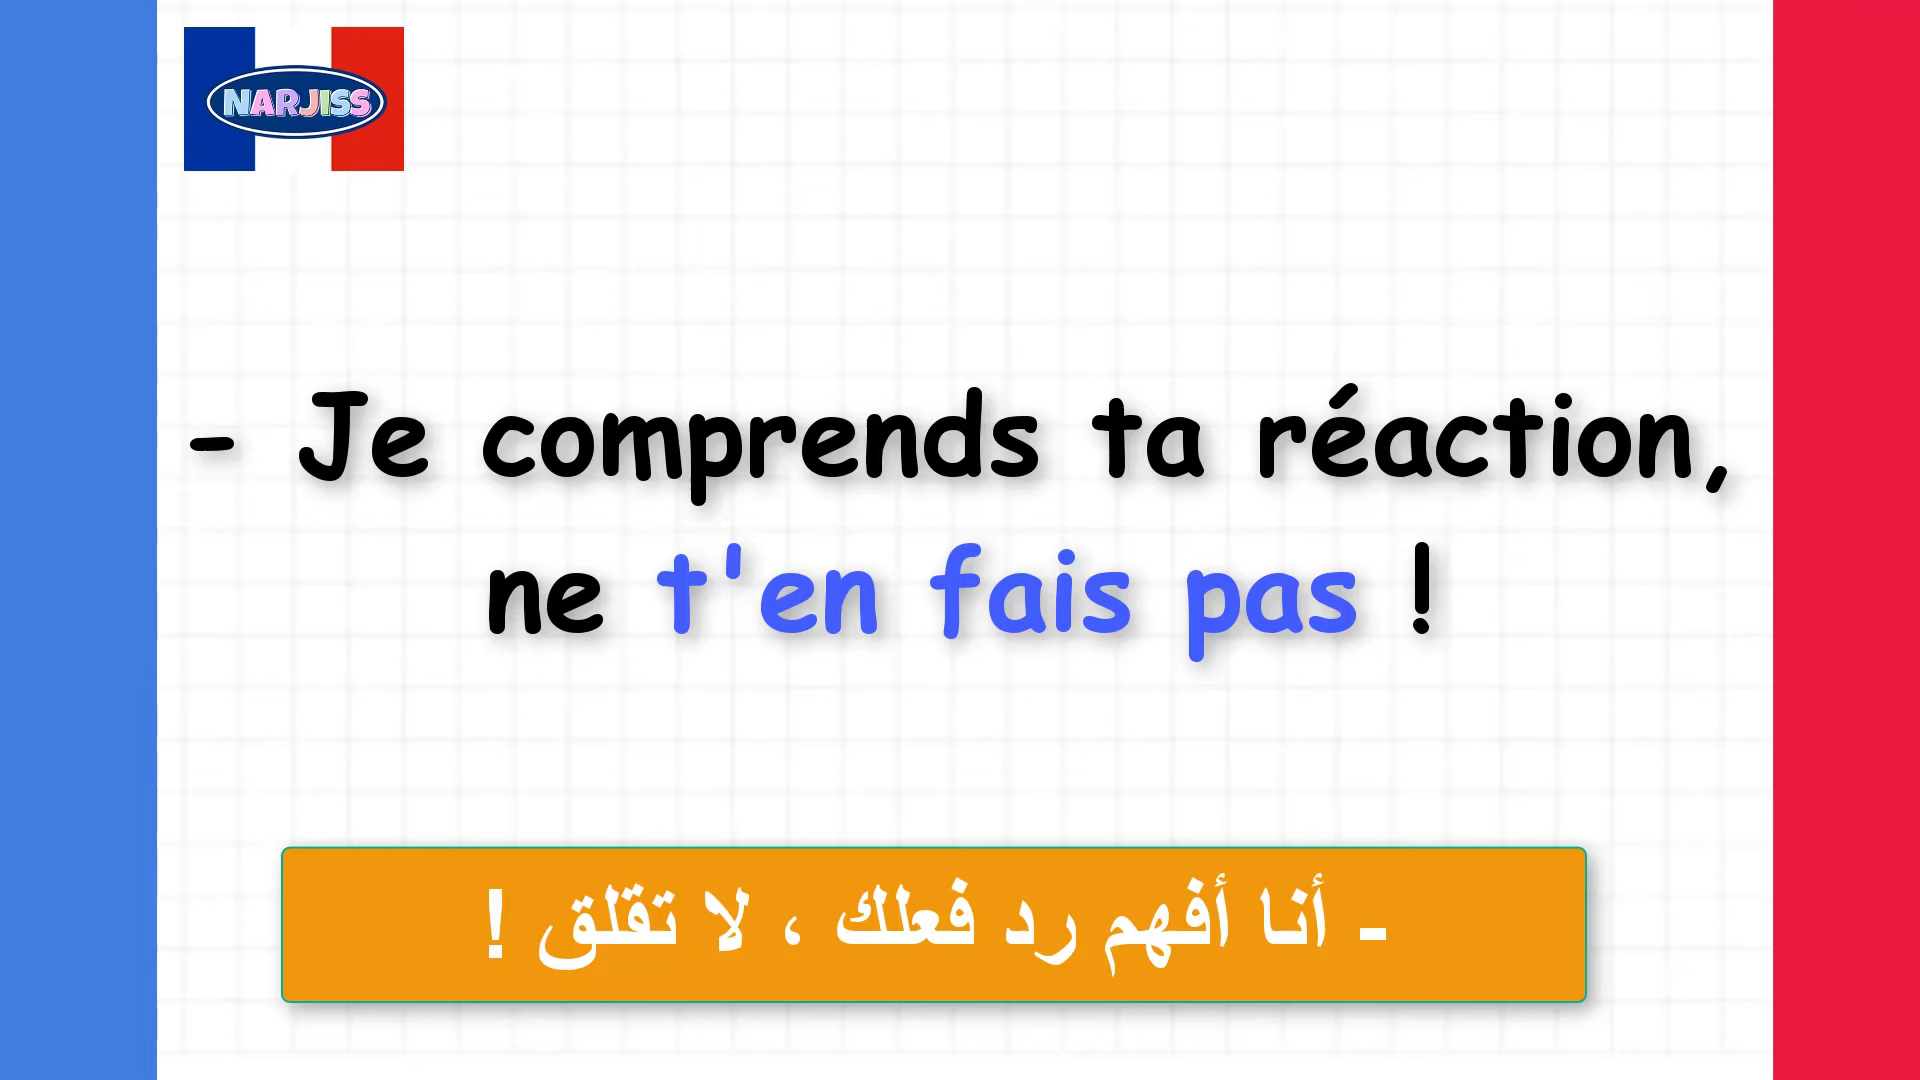 NARJISS
- Je comprends ta réaction,
ne t'en fais pas !
- أنا أفهم رد فعلك ، لا تقلق !